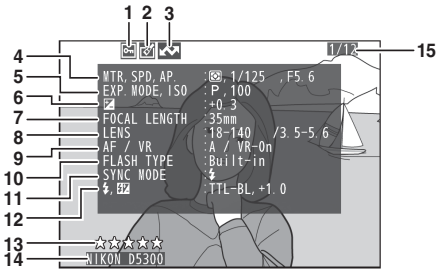 1 2 3
4 5 6 7 8 9 10 11 12 13 14
15
1/12
MTR, SPD, AP. : 1/125 , F5.6
EXP. MODE, ISO : P, 100
: +0.3
FOCAL LENGTH : 35mm
LENS : 18-140 /3.5-5.6
AF / VR : A / VR-On
FLASH TYPE : Built-in
SYNC MODE :
, : TTL-BL, +1.0
NIKON D5300